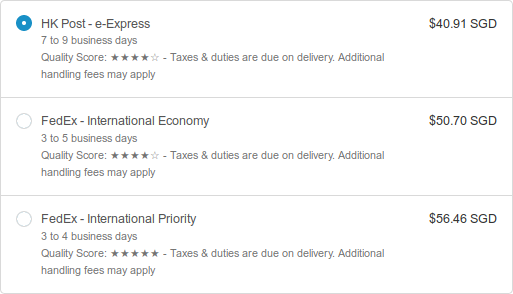 HK Post - e-Express $40.91 SGD
7 to 9 business days
Quality Score: ★★★★☆ - Taxes & duties are due on delivery. Additional
handling fees may apply
FedEx - International Economy $50.70 SGD
3 to 5 business days
Quality Score: ★★★★☆ - Taxes & duties are due on delivery. Additional
handling fees may apply
FedEx - International Priority $56.46 SGD
3 to 4 business days
Quality Score: ★★★★★ - Taxes & duties are due on delivery. Additional
handling fees may apply